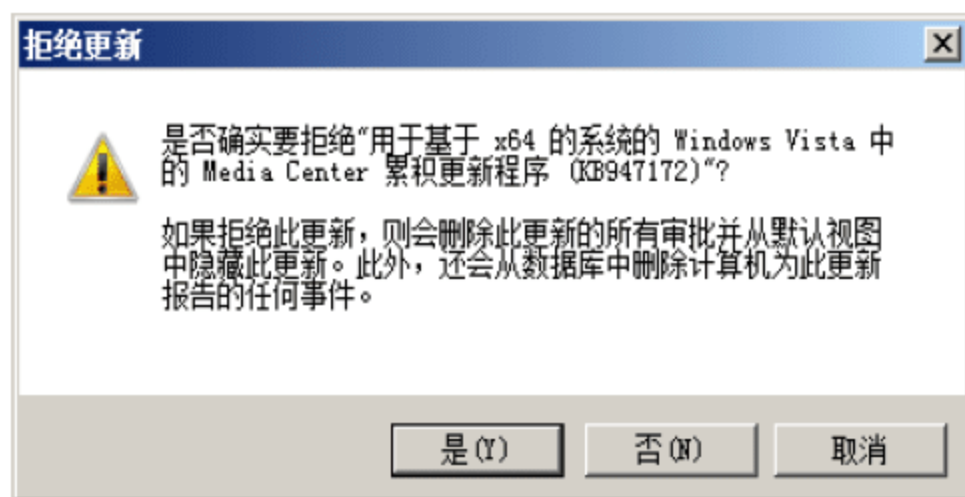 拒绝更新
是否确实要拒绝“用于基于 x64 的系统的 Windows Vista 中
的 Media Center 累积更新程序 (KB947172)”?
如果拒绝此更新，则会删除此更新的所有审批并从默认视图
中隐藏此更新。此外，还会从数据库中删除计算机为此更新
报告的任何事件。
是(Y) 否(N) 取消